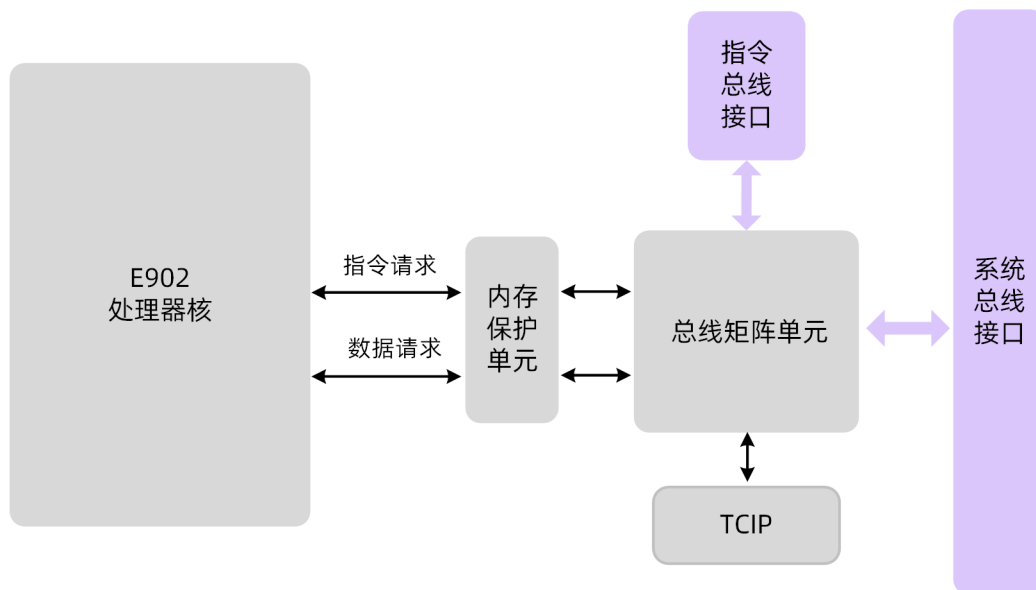 指令
总线
接口
E902
处理器核
指令请求
数据请求
内存
保护
单元
总线矩阵单元
系统
总线
接口
TCIP